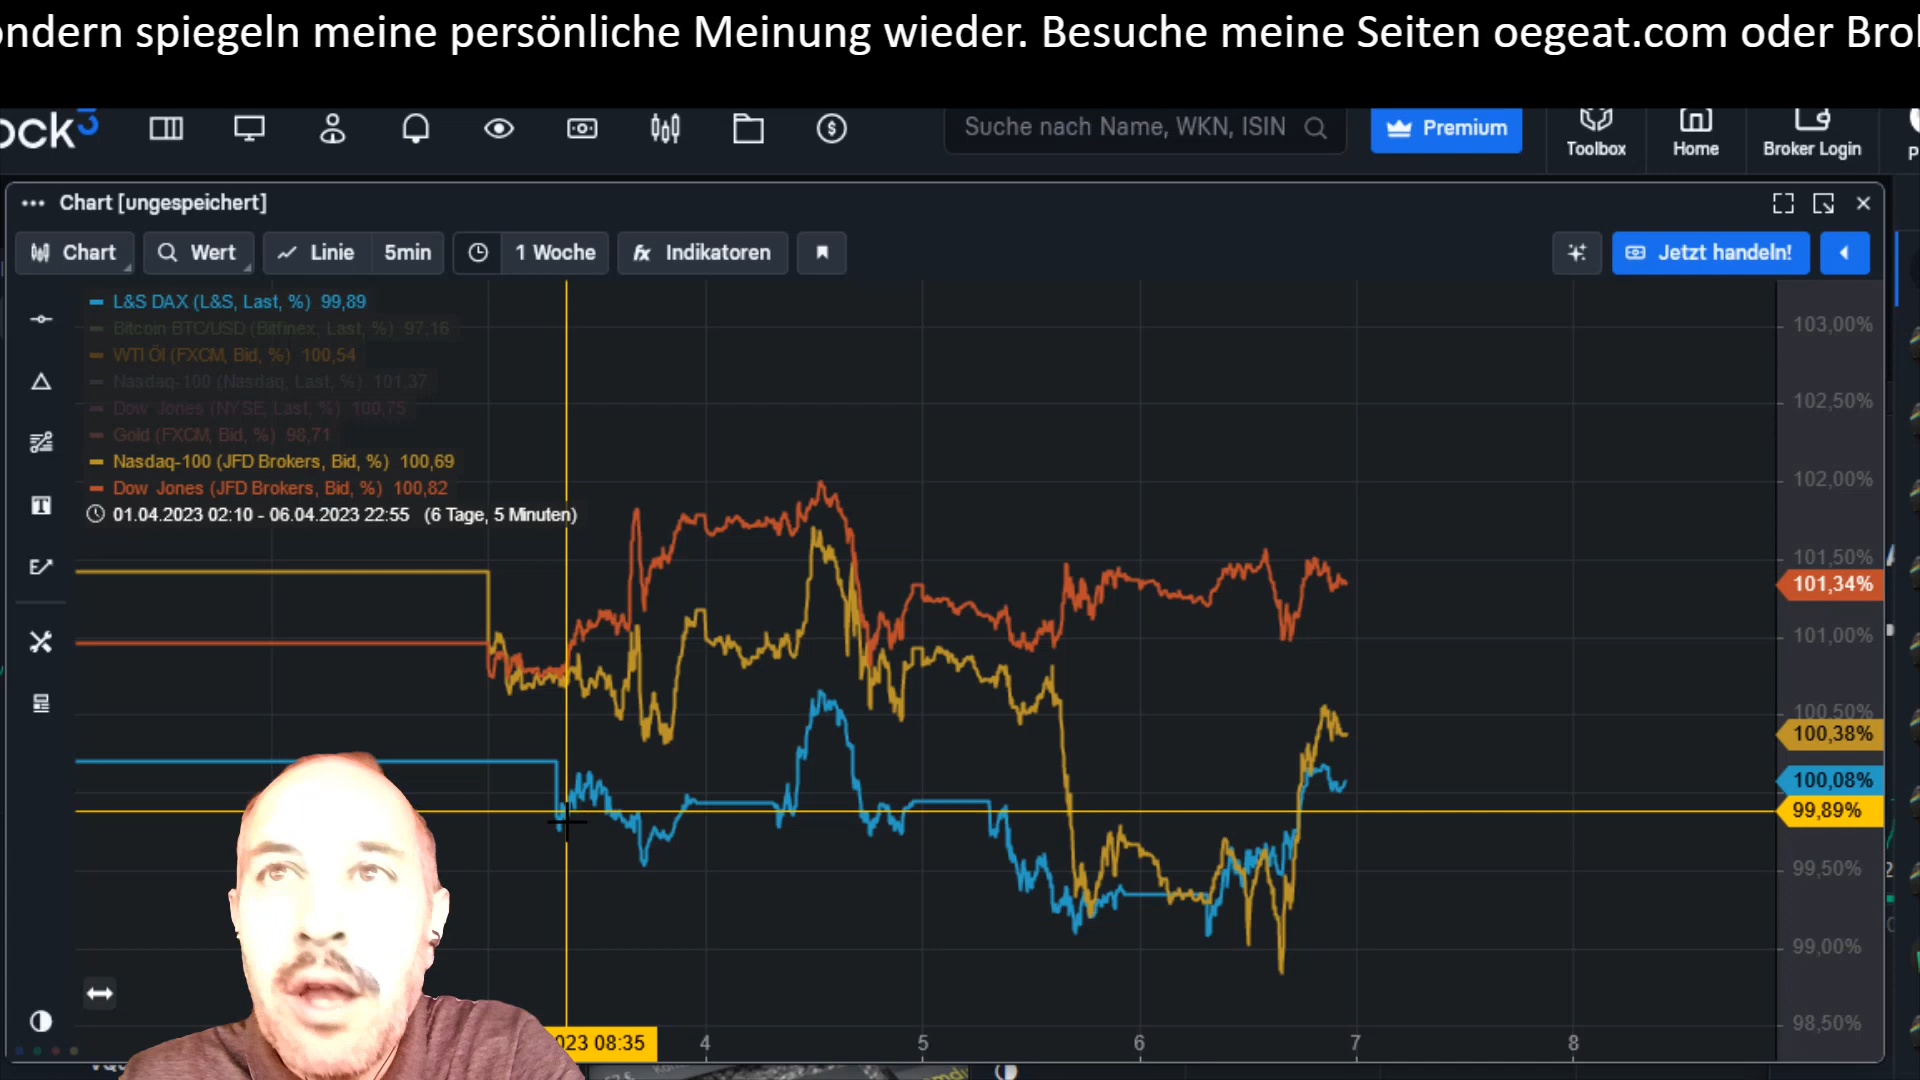 ondern spiegeln meine persönliche Meinung wieder. Besuche meine Seiten oegeat.com oder Bro
ock3
Suche nach Name, WKN, ISIN
Premium
Toolbox
Home
Broker Login
P
Chart [ungespeichert]
Chart
Wert
Linie
5min
1 Woche
fx Indikatoren
Jetzt handeln!
L&S DAX (L&S, Last, %) 99,89
Bitcoin BTC/USD (Bitfinex, Last, %) 97,16
WTI Öl (FXCM, Bid, %) 100,54
Nasdaq-100 (Nasdaq, Last, %) 101,37
Dow Jones (NYSE, Last, %) 100,75
Gold (FXCM, Bid, %) 98,71
Nasdaq-100 (JFD Brokers, Bid, %) 100,69
Dow Jones (JFD Brokers, Bid, %) 100,82
01.04.2023 02:10 - 06.04.2023 22:55 (6 Tage, 5 Minuten)
103,00%
102,50%
102,00%
101,50%
101,34%
101,00%
100,50%
100,38%
100,08%
99,89%
99,50%
99,00%
98,50%
023 08:35
4
5
6
7
8